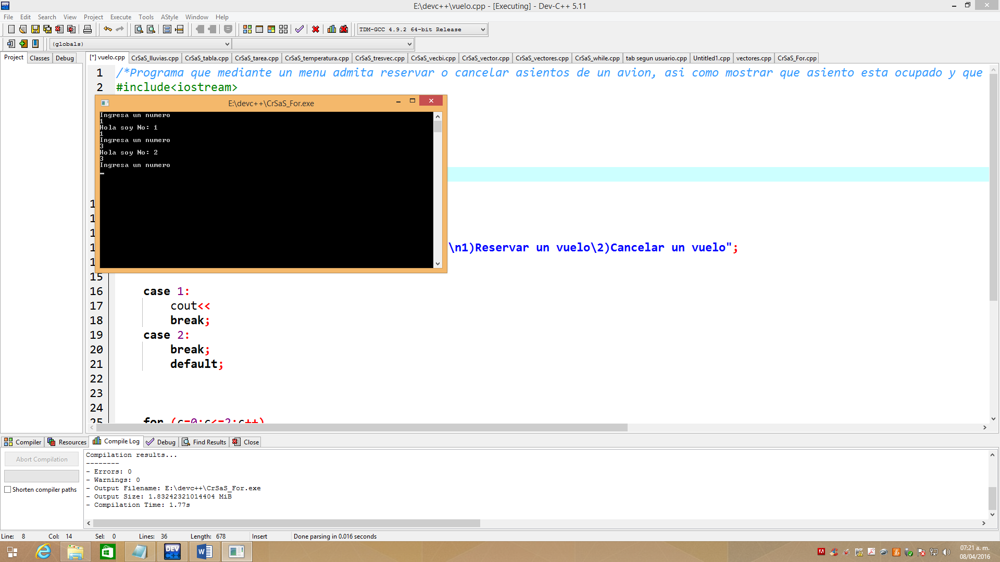 E:\devc++\vuelo.cpp - [Executing] - Dev-C++ 5.11
File Edit Search View Project Execute Tools AStyle Window Help
TDM-GCC 4.9.2 64-bit Release
(globals)
Project Classes Debug
[*] vuelo.cpp CrSaS_lluvias.cpp CrSaS_tabla.cpp CrSaS_tarea.cpp CrSaS_temperatura.cpp CrSaS_tresvec.cpp CrSaS_vecbi.cpp CrSaS_vector.cpp CrSaS_vectores.cpp CrSaS_while.cpp tab segun usuario.cpp Untitled1.cpp vectores.cpp CrSaS_For.cpp
1 /*Programa que mediante un menu admita reservar o cancelar asientos de un avion, asi como mostrar que asiento esta ocupado y que
2 #include<iostream>
E:\devc++\CrSaS_For.exe
Ingresa un numero
1
Hola soy No: 1
1
Ingresa un numero
3
Hola soy No: 2
3
Ingresa un numero
\n1)Reservar un vuelo\2)Cancelar un vuelo";
15
16 case 1:
17 cout<<
18 break;
19 case 2:
20 break;
21 default;
22
23
24
25 for (c=0;c<=2;c++)
Compiler Resources Compile Log Debug Find Results Close
Abort Compilation
Shorten compiler paths
Compilation results...
--------
- Errors: 0
- Warnings: 0
- Output Filename: E:\devc++\CrSaS_For.exe
- Output Size: 1.83242321014404 MiB
- Compilation Time: 1.77s
Line: 8 Col: 14 Sel: 0 Lines: 36 Length: 678 Insert Done parsing in 0.016 seconds
DEV C++
07:21 a. m.
08/04/2016